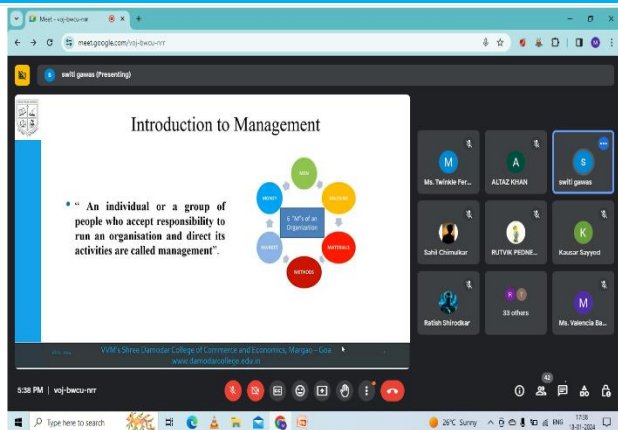 Meet - voj-bwcu-nrr
meet.google.com/voj-bwcu-nrr
switi gawas (Presenting)
Introduction to Management
• “ An individual or a group of
people who accept responsibility to
run an organisation and direct its
activities are called management”.
MEN
MATERIALS
METHODS
MARKET
MONEY
6 "M"s of an
Organization
VVM's Shree Damodar College of Commerce and Economics, Margao – Goa
www.damodarcollege.edu.in
M
Ms. Twinkle Fer...
A
ALTAZ KHAN
S
switi gawas
Sahil Chimulkar
RUTVIK PEDNE...
K
Kausar Sayyed
Ratish Shirodkar
R T
33 others
M
Ms. Valencia Ba...
5:38 PM | voj-bwcu-nrr
42
Type here to search
26°C Sunny
ENG
17:38
18-01-2024